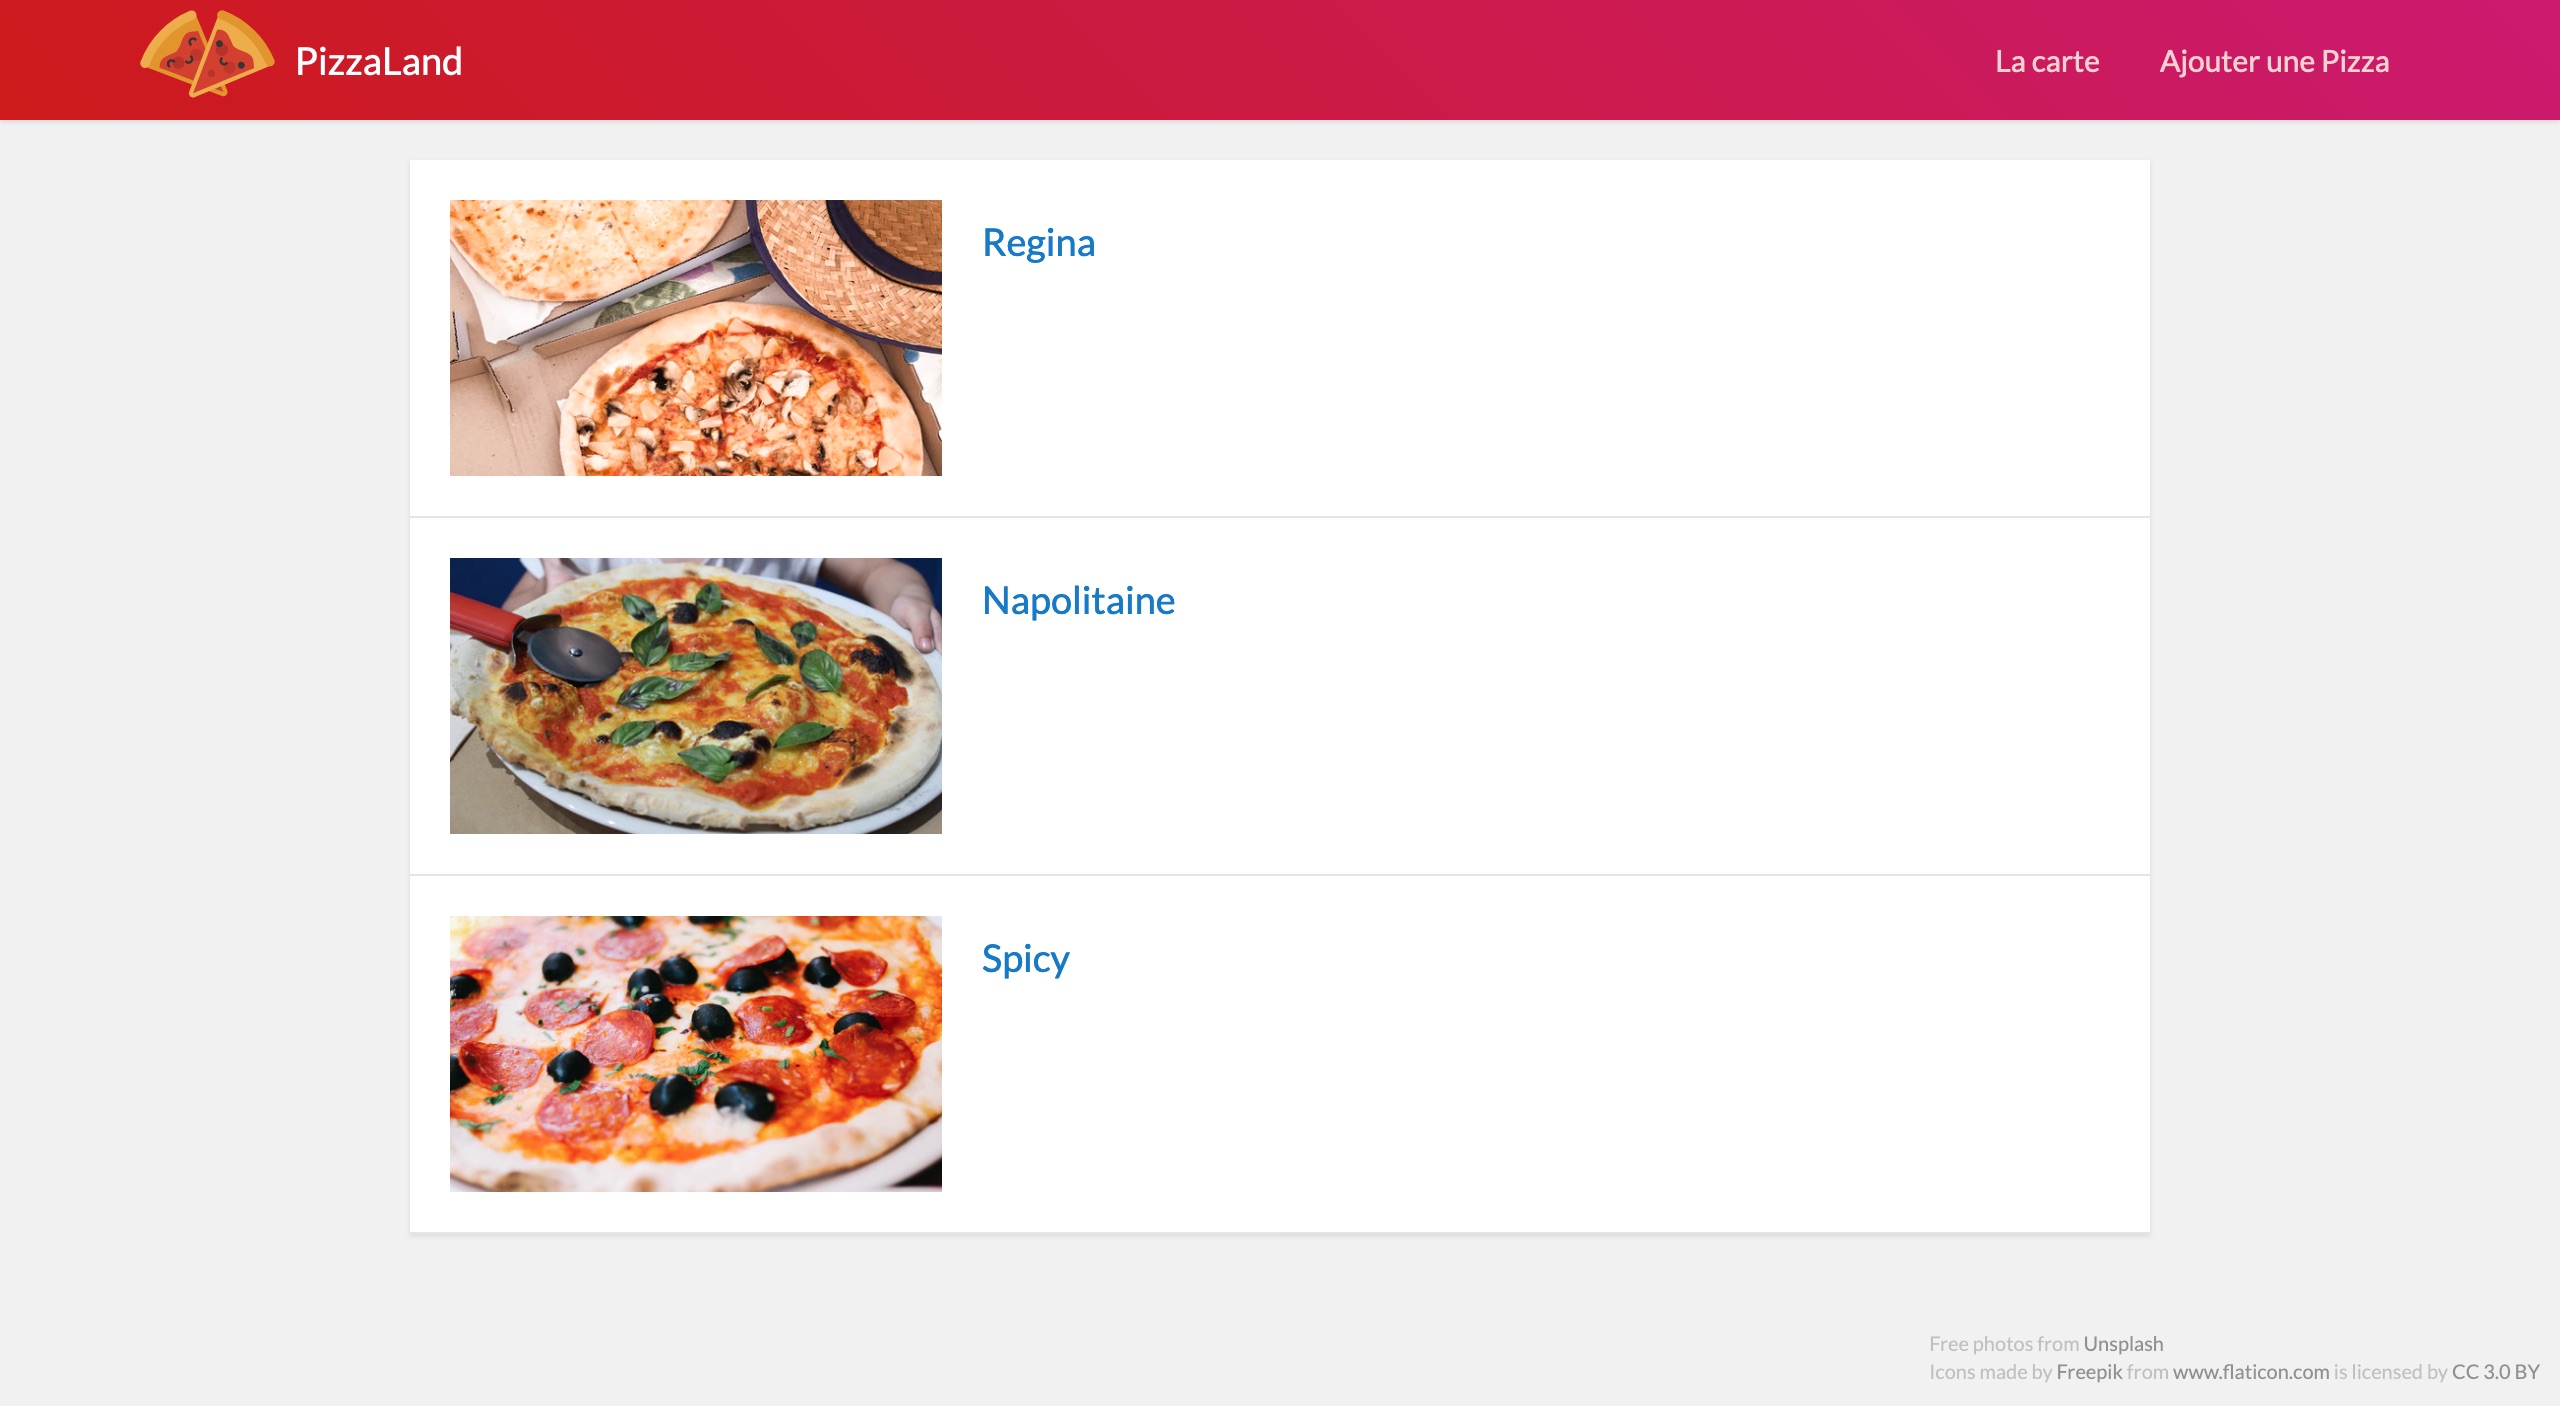 PizzaLand
La carte
Ajouter une Pizza
Regina
Napolitaine
Spicy
Free photos from Unsplash
Icons made by Freepik from www.flaticon.com is licensed by CC 3.0 BY